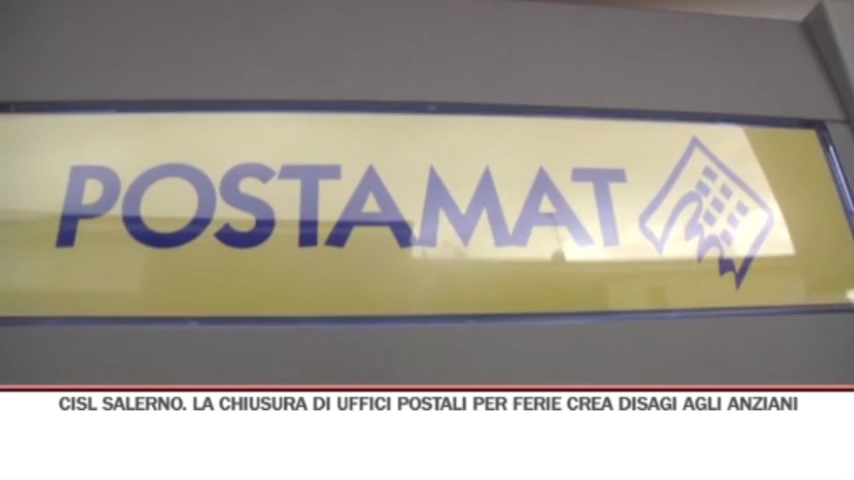 POSTAMAT
CISL SALERNO. LA CHIUSURA DI UFFICI POSTALI PER FERIE CREA DISAGI AGLI ANZIANI